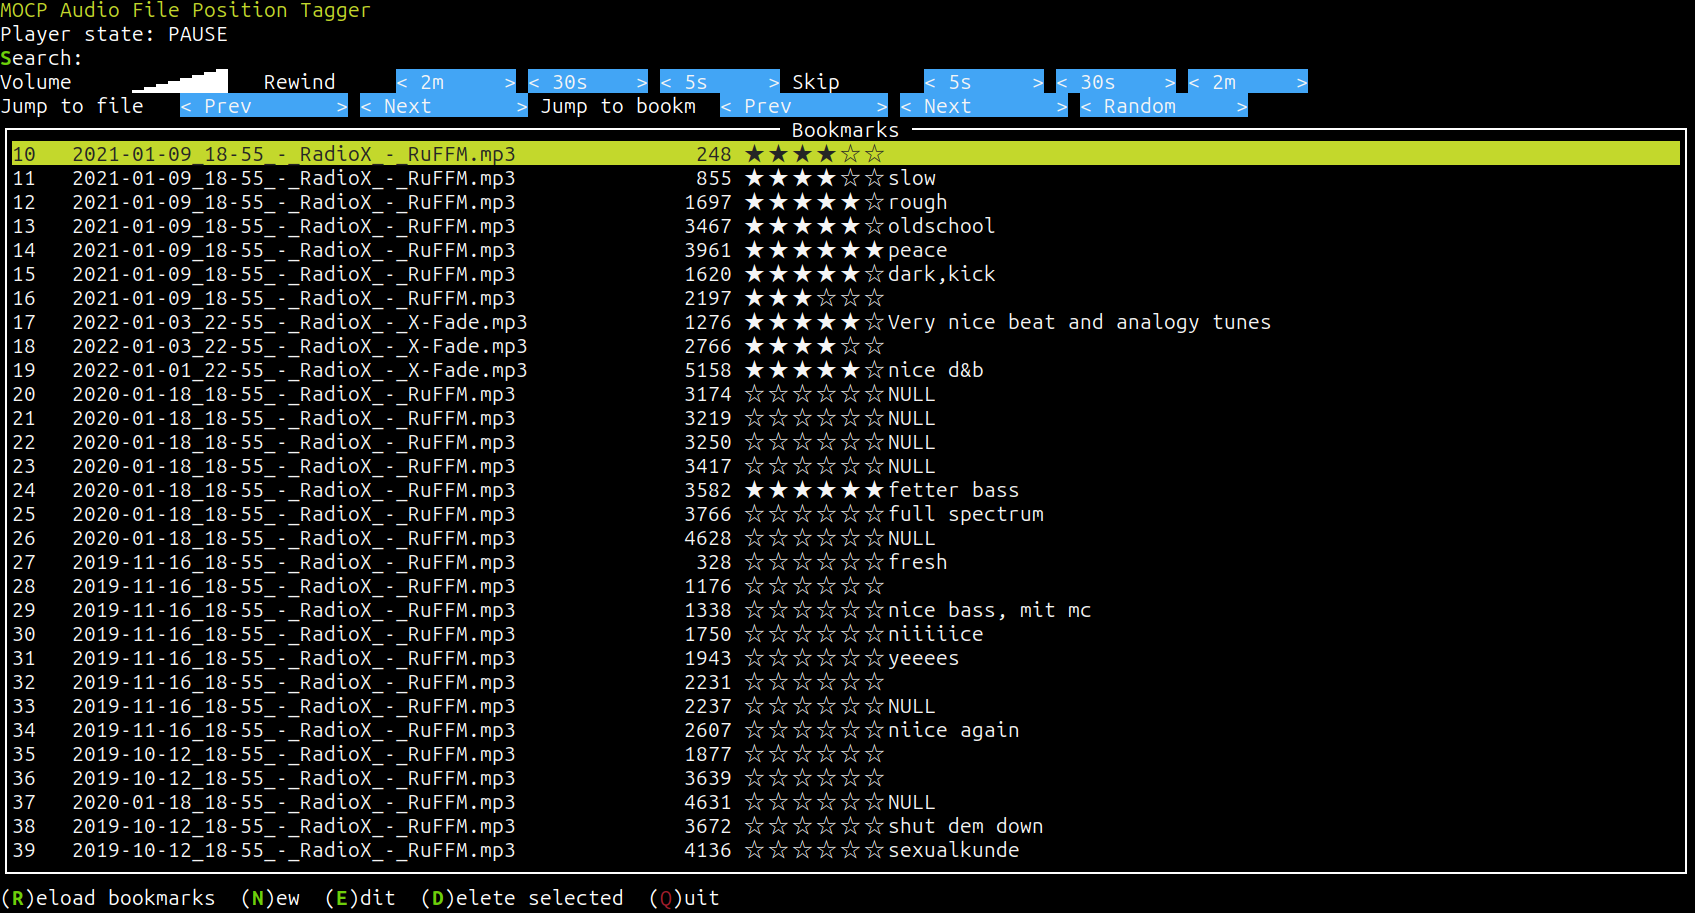 MOCP Audio File Position Tagger
Player state: PAUSE
Search:
Volume Rewind < 2m > < 30s > < 5s > Skip < 5s > < 30s > < 2m >
Jump to file < Prev > < Next > Jump to bookm < Prev > < Next > < Random >
Bookmarks
10 2021-01-09_18-55_-_RadioX_-_RuFFM.mp3 248 ★★★★☆☆
11 2021-01-09_18-55_-_RadioX_-_RuFFM.mp3 855 ★★★★☆☆slow
12 2021-01-09_18-55_-_RadioX_-_RuFFM.mp3 1697 ★★★★★☆rough
13 2021-01-09_18-55_-_RadioX_-_RuFFM.mp3 3467 ★★★★★☆oldschool
14 2021-01-09_18-55_-_RadioX_-_RuFFM.mp3 3961 ★★★★★★peace
15 2021-01-09_18-55_-_RadioX_-_RuFFM.mp3 1620 ★★★★★☆dark,kick
16 2021-01-09_18-55_-_RadioX_-_RuFFM.mp3 2197 ★★★☆☆☆
17 2022-01-03_22-55_-_RadioX_-_X-Fade.mp3 1276 ★★★★★☆Very nice beat and analogy tunes
18 2022-01-03_22-55_-_RadioX_-_X-Fade.mp3 2766 ★★★★☆☆
19 2022-01-01_22-55_-_RadioX_-_X-Fade.mp3 5158 ★★★★★☆nice d&b
20 2020-01-18_18-55_-_RadioX_-_RuFFM.mp3 3174 ☆☆☆☆☆☆NULL
21 2020-01-18_18-55_-_RadioX_-_RuFFM.mp3 3219 ☆☆☆☆☆☆NULL
22 2020-01-18_18-55_-_RadioX_-_RuFFM.mp3 3250 ☆☆☆☆☆☆NULL
23 2020-01-18_18-55_-_RadioX_-_RuFFM.mp3 3417 ☆☆☆☆☆☆NULL
24 2020-01-18_18-55_-_RadioX_-_RuFFM.mp3 3582 ★★★★★★fetter bass
25 2020-01-18_18-55_-_RadioX_-_RuFFM.mp3 3766 ☆☆☆☆☆☆full spectrum
26 2020-01-18_18-55_-_RadioX_-_RuFFM.mp3 4628 ☆☆☆☆☆☆NULL
27 2019-11-16_18-55_-_RadioX_-_RuFFM.mp3 328 ☆☆☆☆☆☆fresh
28 2019-11-16_18-55_-_RadioX_-_RuFFM.mp3 1176 ☆☆☆☆☆☆
29 2019-11-16_18-55_-_RadioX_-_RuFFM.mp3 1338 ☆☆☆☆☆☆nice bass, mit mc
30 2019-11-16_18-55_-_RadioX_-_RuFFM.mp3 1750 ☆☆☆☆☆☆niiiiice
31 2019-11-16_18-55_-_RadioX_-_RuFFM.mp3 1943 ☆☆☆☆☆☆yeeees
32 2019-11-16_18-55_-_RadioX_-_RuFFM.mp3 2231 ☆☆☆☆☆☆
33 2019-11-16_18-55_-_RadioX_-_RuFFM.mp3 2237 ☆☆☆☆☆☆NULL
34 2019-11-16_18-55_-_RadioX_-_RuFFM.mp3 2607 ☆☆☆☆☆☆niice again
35 2019-10-12_18-55_-_RadioX_-_RuFFM.mp3 1877 ☆☆☆☆☆☆
36 2019-10-12_18-55_-_RadioX_-_RuFFM.mp3 3639 ☆☆☆☆☆☆
37 2020-01-18_18-55_-_RadioX_-_RuFFM.mp3 4631 ☆☆☆☆☆☆NULL
38 2019-10-12_18-55_-_RadioX_-_RuFFM.mp3 3672 ☆☆☆☆☆☆shut dem down
39 2019-10-12_18-55_-_RadioX_-_RuFFM.mp3 4136 ☆☆☆☆☆☆sexualkunde
(R)eload bookmarks (N)ew (E)dit (D)elete selected (Q)uit